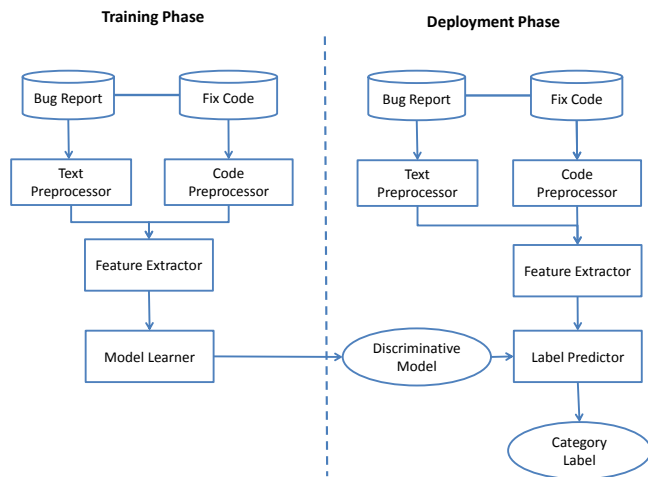 Training Phase
Deployment Phase
Bug Report
Fix Code
Bug Report
Fix Code
Text
Preprocessor
Code
Preprocessor
Text
Preprocessor
Code
Preprocessor
Feature Extractor
Feature Extractor
Model Learner
Discriminative
Model
Label Predictor
Category
Label